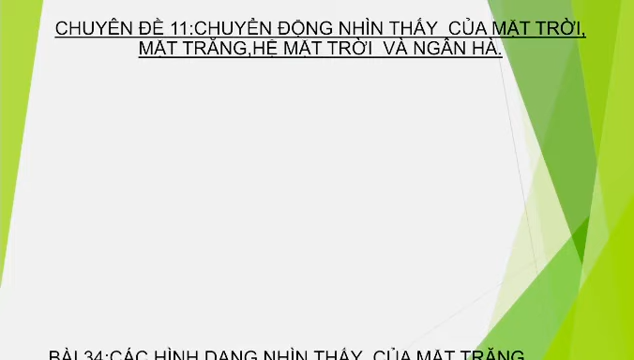 CHUYÊN ĐỀ 11:CHUYỂN ĐỘNG NHÌN THẤY CỦA MẶT TRỜI,
MẶT TRĂNG,HỆ MẶT TRỜI VÀ NGÂN HÀ.
BÀI 34:CÁC HÌNH DẠNG NHÌN THẤY CỦA MẶT TRĂNG